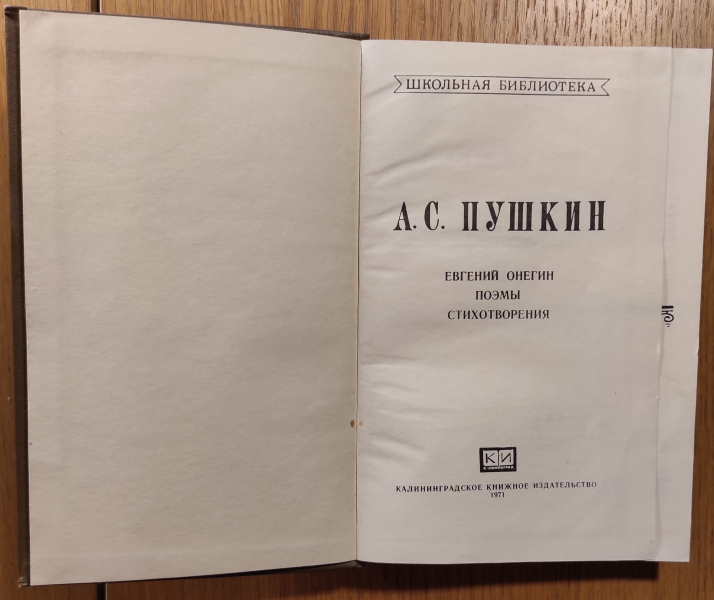 ШКОЛЬНАЯ БИБЛИОТЕКА
А.С. ПУШКИН
ЕВГЕНИЙ ОНЕГИН
ПОЭМЫ
СТИХОТВОРЕНИЯ
КИ
КАЛИНИНГРАДСКОЕ КНИЖНОЕ ИЗДАТЕЛЬСТВО
1971